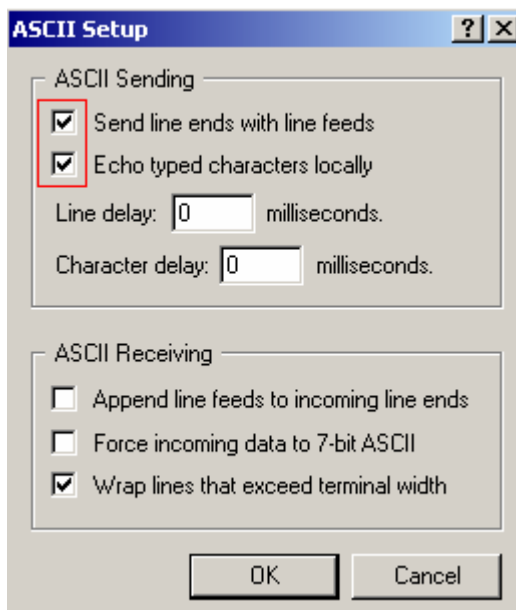 ASCII Setup
ASCII Sending
Send line ends with line feeds
Echo typed characters locally
Line delay: 0 milliseconds.
Character delay: 0 milliseconds.
ASCII Receiving
Append line feeds to incoming line ends
Force incoming data to 7-bit ASCII
Wrap lines that exceed terminal width
OK Cancel